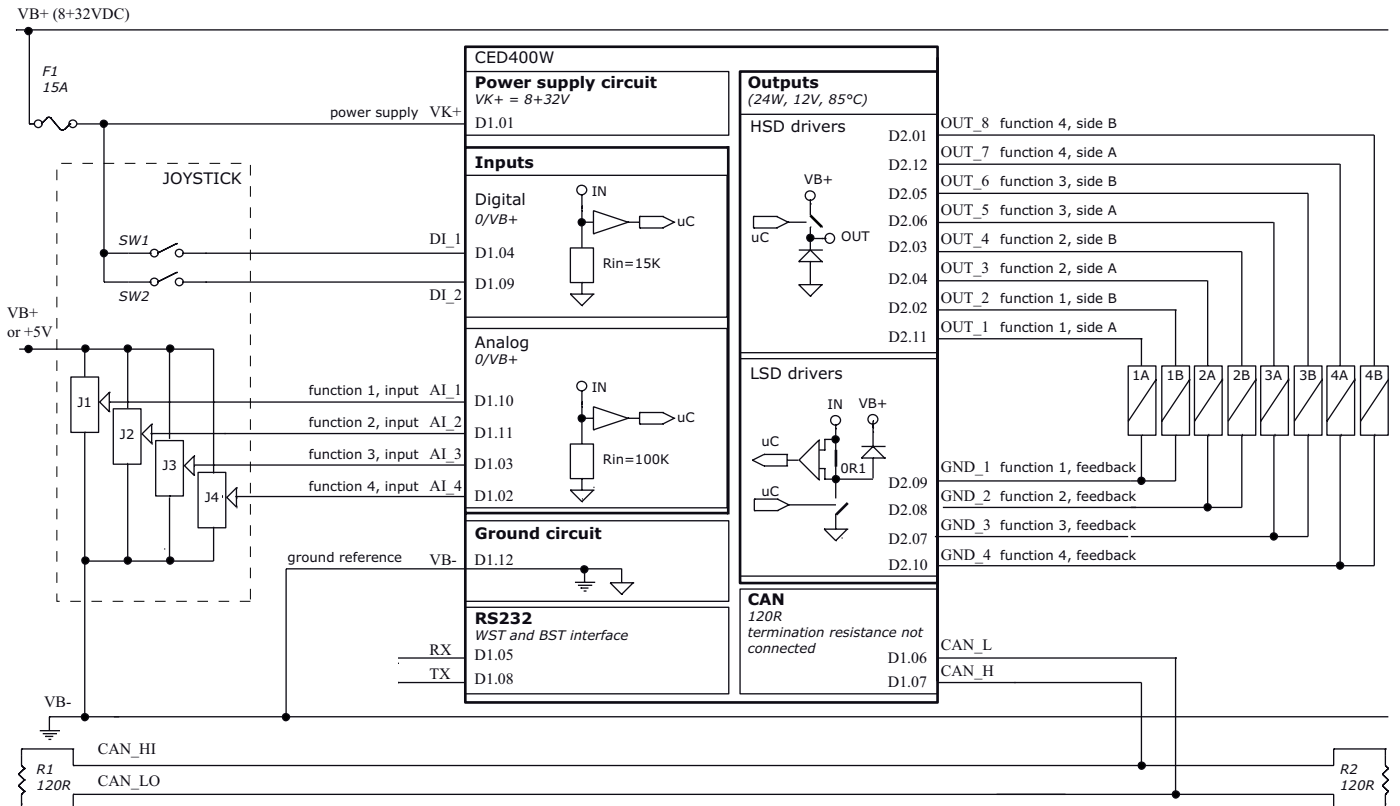 VB+ (8+32VDC)
F1
15A
power supply VK+
JOYSTICK
SW1
DI_1
SW2
DI_2
VB+
or +5V
J1
J2
J3
J4
function 1, input AI_1
function 2, input AI_2
function 3, input AI_3
function 4, input AI_4
ground reference VB-
RX
TX
VB-
CED400W
Power supply circuit
VK+ = 8+32V
D1.01
Inputs
Digital
0/VB+
IN
uC
D1.04
Rin=15K
D1.09
Analog
0/VB+
IN
uC
D1.10
D1.11
Rin=100K
D1.03
D1.02
Ground circuit
D1.12
RS232
WST and BST interface
D1.05
D1.08
Outputs
(24W, 12V, 85°C)
HSD drivers
VB+
uC
OUT
D2.01
D2.12
D2.05
D2.06
D2.03
D2.04
D2.02
D2.11
LSD drivers
IN VB+
uC
0R1
uC
D2.09
D2.08
D2.07
D2.10
CAN
120R
termination resistance not
connected
D1.06
D1.07
OUT_8 function 4, side B
OUT_7 function 4, side A
OUT_6 function 3, side B
OUT_5 function 3, side A
OUT_4 function 2, side B
OUT_3 function 2, side A
OUT_2 function 1, side B
OUT_1 function 1, side A
1A 1B 2A 2B 3A 3B 4A 4B
GND_1 function 1, feedback
GND_2 function 2, feedback
GND_3 function 3, feedback
GND_4 function 4, feedback
CAN_L
CAN_H
CAN_HI
R1
120R
CAN_LO
R2
120R